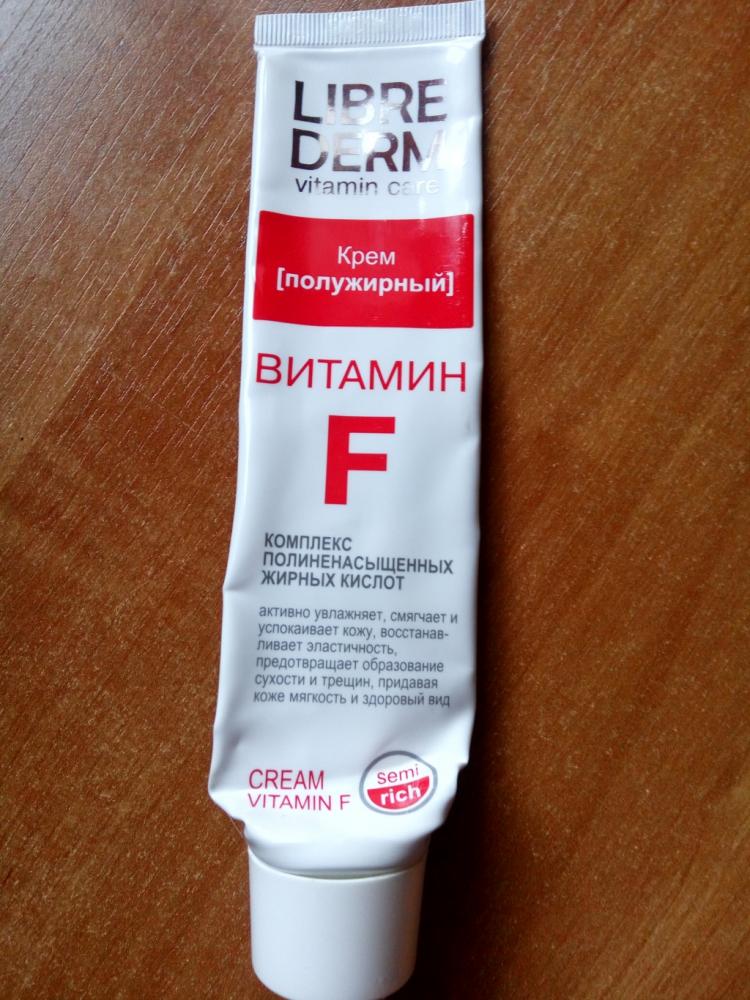 LIBRE
DERM
vitamin care
Крем
[полужирный]
ВИТАМИН
F
КОМПЛЕКС
ПОЛИНЕНАСЫЩЕННЫХ
ЖИРНЫХ КИСЛОТ
активно увлажняет, смягчает и
успокаивает кожу, восстанав-
ливает эластичность,
предотвращает образование
сухости и трещин, придавая
коже мягкость и здоровый вид
CREAM
VITAMIN F
semi
rich